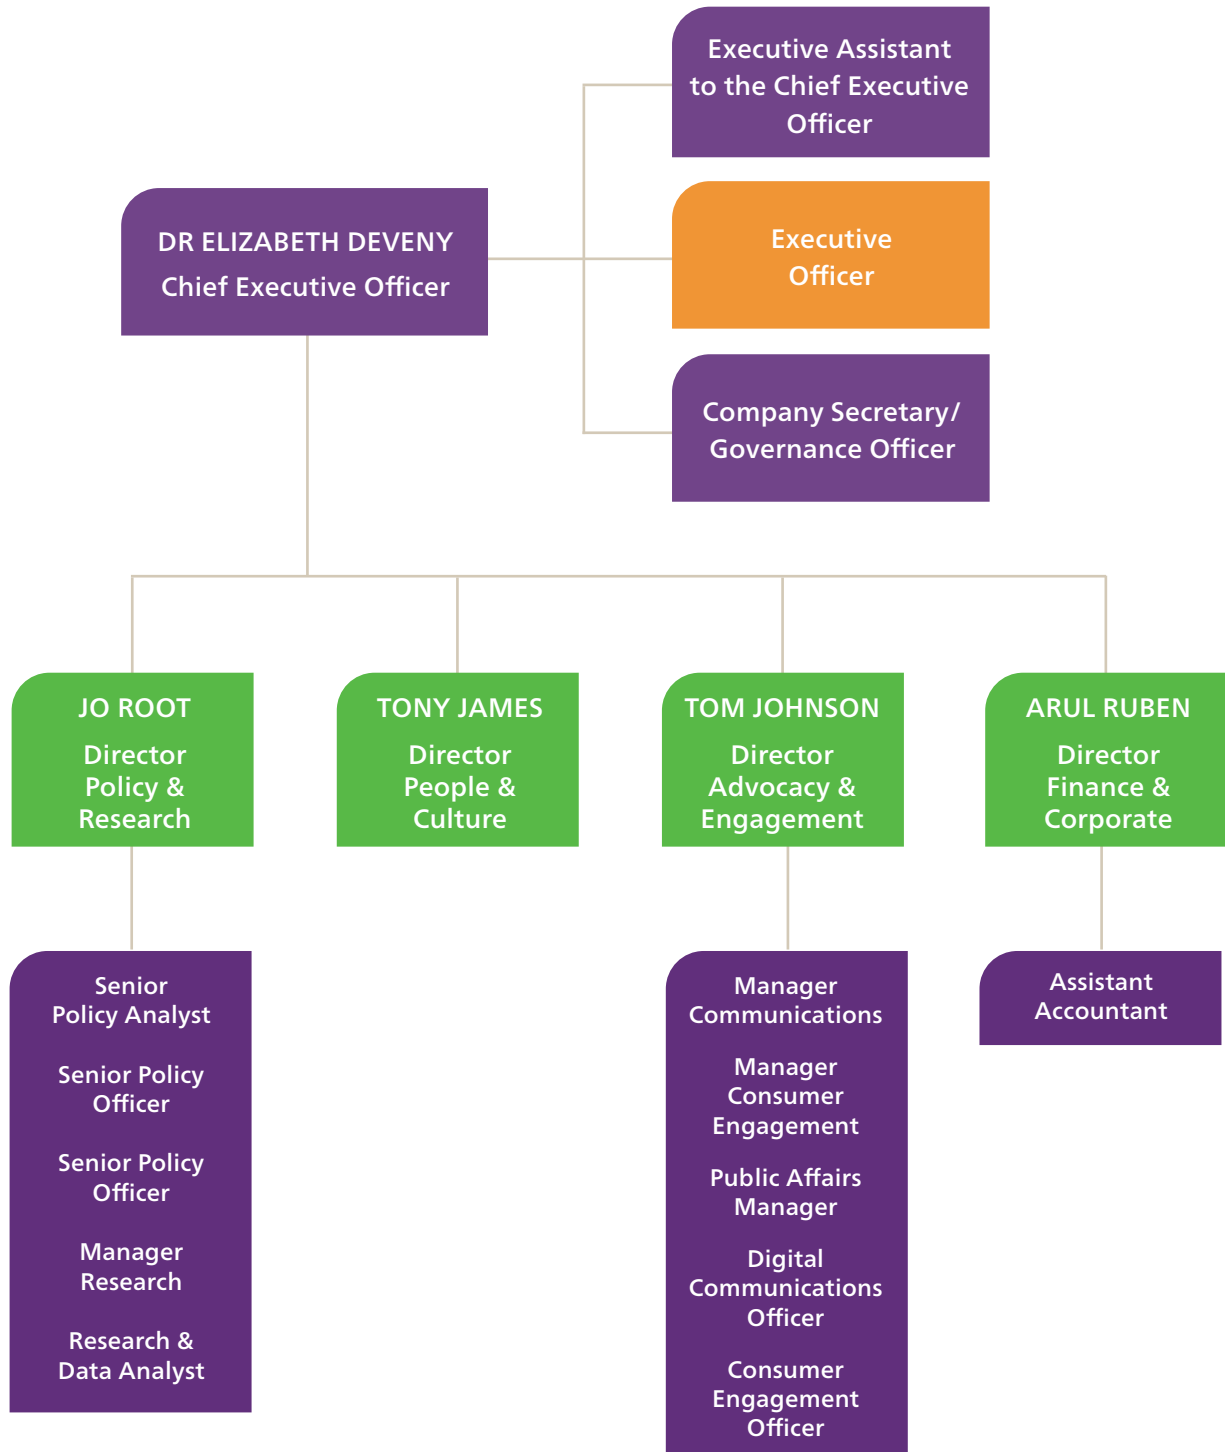 Executive Assistant
to the Chief Executive
Officer
DR ELIZABETH DEVENY
Chief Executive Officer
Executive
Officer
Company Secretary/
Governance Officer
JO ROOT
Director
Policy &
Research
TONY JAMES
Director
People &
Culture
TOM JOHNSON
Director
Advocacy &
Engagement
ARUL RUBEN
Director
Finance &
Corporate
Senior
Policy Analyst
Senior Policy
Officer
Senior Policy
Officer
Manager
Research
Research &
Data Analyst
Manager
Communications
Manager
Consumer
Engagement
Public Affairs
Manager
Digital
Communications
Officer
Consumer
Engagement
Officer
Assistant
Accountant